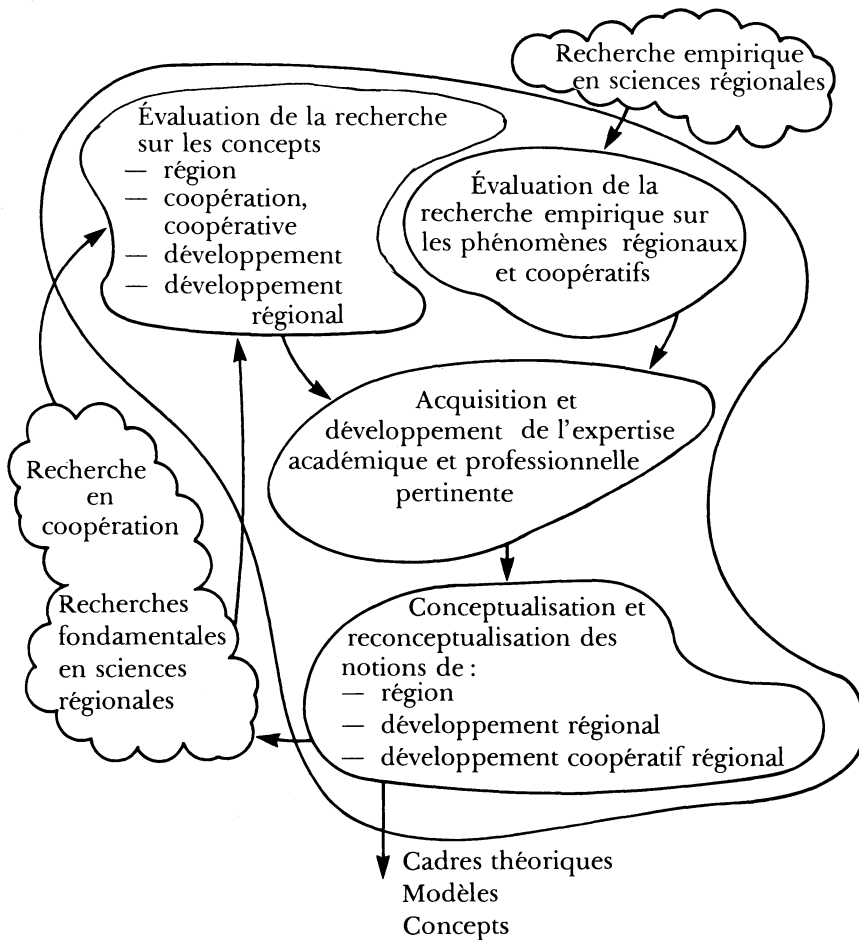 Recherche empirique
en sciences régionales
Évaluation de la recherche
sur les concepts
— région
— coopération,
coopérative
— développement
— développement
régional
Évaluation de la
recherche empirique sur
les phénomènes régionaux
et coopératifs
Acquisition et
développement de l'expertise
académique et professionnelle
pertinente
Recherche
en
coopération
Recherches
fondamentales
en sciences
régionales
Conceptualisation et
reconceptualisation des
notions de :
— région
— développement régional
— développement coopératif régional
Cadres théoriques
Modèles
Concepts